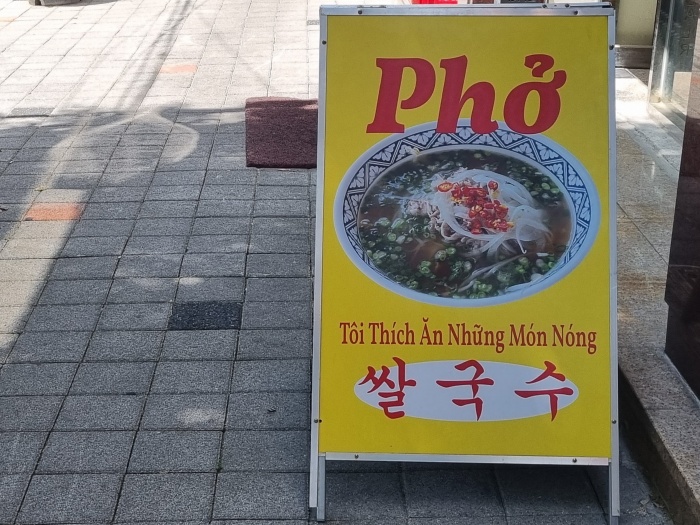 Phở
Tôi Thích Ăn Những Món Nóng
쌀국수